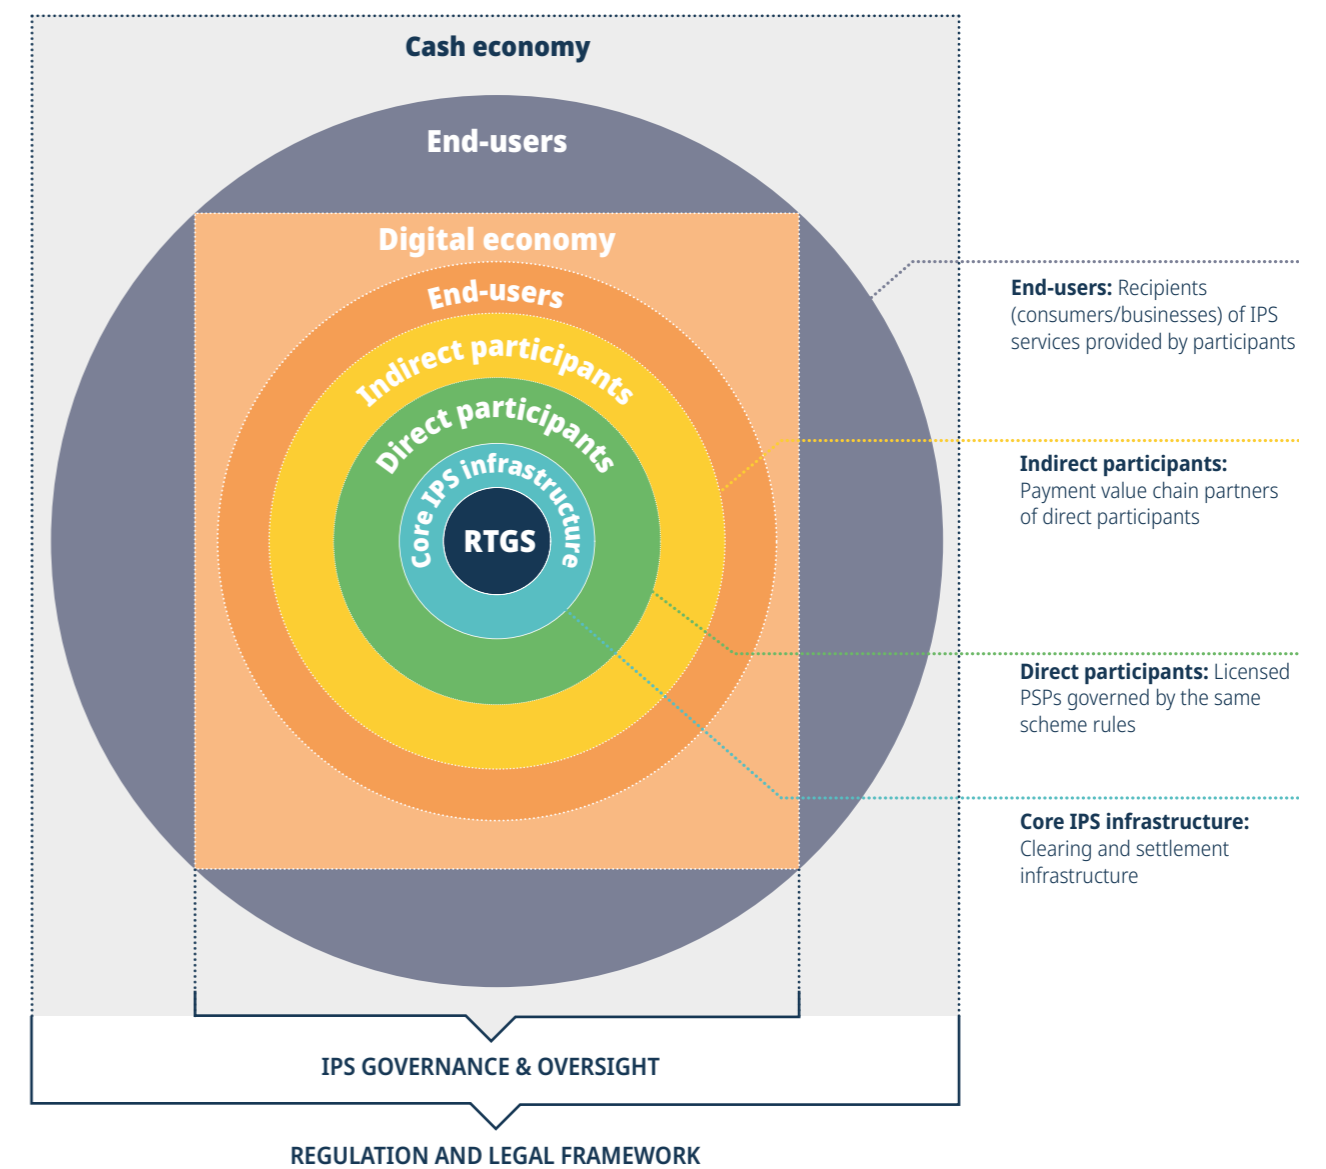 Cash economy
End-users
Digital economy
End-users
Indirect participants
Direct participants
Core IPS infrastructure
RTGS
End-users: Recipients
(consumers/businesses) of IPS
services provided by participants
Indirect participants:
Payment value chain partners
of direct participants
Direct participants: Licensed
PSPs governed by the same
scheme rules
Core IPS infrastructure:
Clearing and settlement
infrastructure
IPS GOVERNANCE & OVERSIGHT
REGULATION AND LEGAL FRAMEWORK